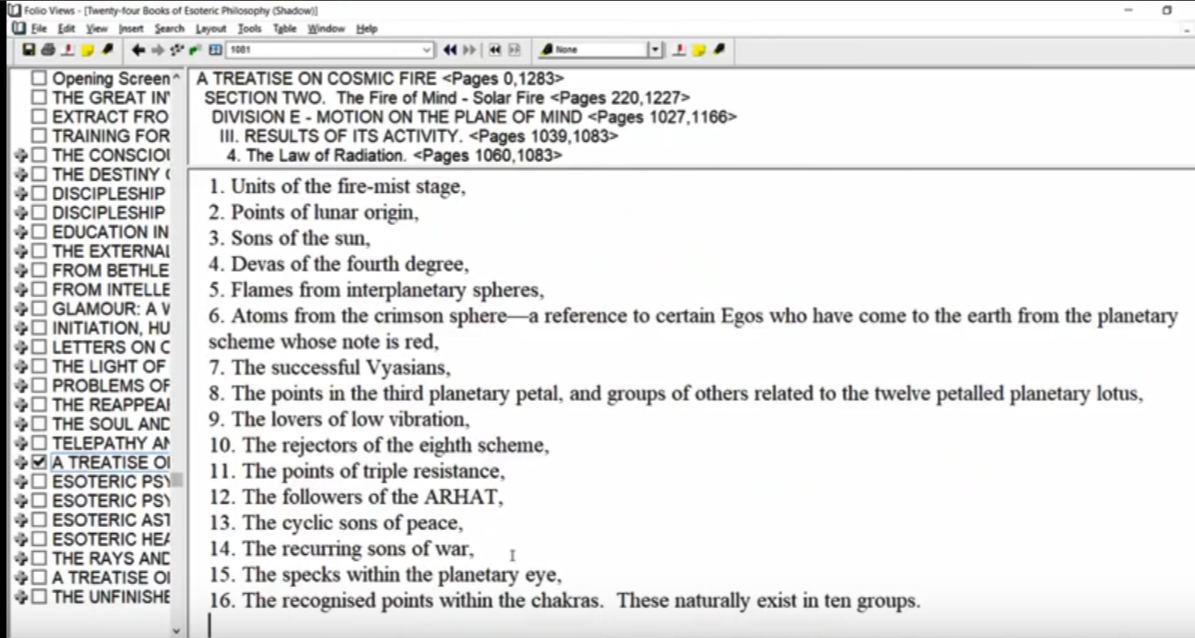 Folio Views - [Twenty-four Books of Esoteric Philosophy (Shadow)]
File Edit View Insert Search Layout Tools Table Window Help
1081
None
Opening Screen
THE GREAT IN
EXTRACT FRO
TRAINING FOR
THE CONSCIOU
THE DESTINY
DISCIPLESHIP
DISCIPLESHIP
EDUCATION IN
THE EXTERNAL
FROM BETHLE
FROM INTELLE
GLAMOUR: A W
INITIATION, HU
LETTERS ON
THE LIGHT OF
PROBLEMS OF
THE REAPPEA
THE SOUL AND
TELEPATHY AN
A TREATISE O
ESOTERIC PSY
ESOTERIC PSY
ESOTERIC AST
ESOTERIC HEA
THE RAYS AND
A TREATISE O
THE UNFINISHE
A TREATISE ON COSMIC FIRE <Pages 0,1283>
SECTION TWO. The Fire of Mind - Solar Fire <Pages 220,1227>
DIVISION E - MOTION ON THE PLANE OF MIND <Pages 1027,1166>
III. RESULTS OF ITS ACTIVITY. <Pages 1039,1083>
4. The Law of Radiation. <Pages 1060,1083>
1. Units of the fire-mist stage,
2. Points of lunar origin,
3. Sons of the sun,
4. Devas of the fourth degree,
5. Flames from interplanetary spheres,
6. Atoms from the crimson sphere—a reference to certain Egos who have come to the earth from the planetary
scheme whose note is red,
7. The successful Vyasians,
8. The points in the third planetary petal, and groups of others related to the twelve petalled planetary lotus,
9. The lovers of low vibration,
10. The rejectors of the eighth scheme,
11. The points of triple resistance,
12. The followers of the ARHAT,
13. The cyclic sons of peace,
14. The recurring sons of war,
15. The specks within the planetary eye,
16. The recognised points within the chakras. These naturally exist in ten groups.